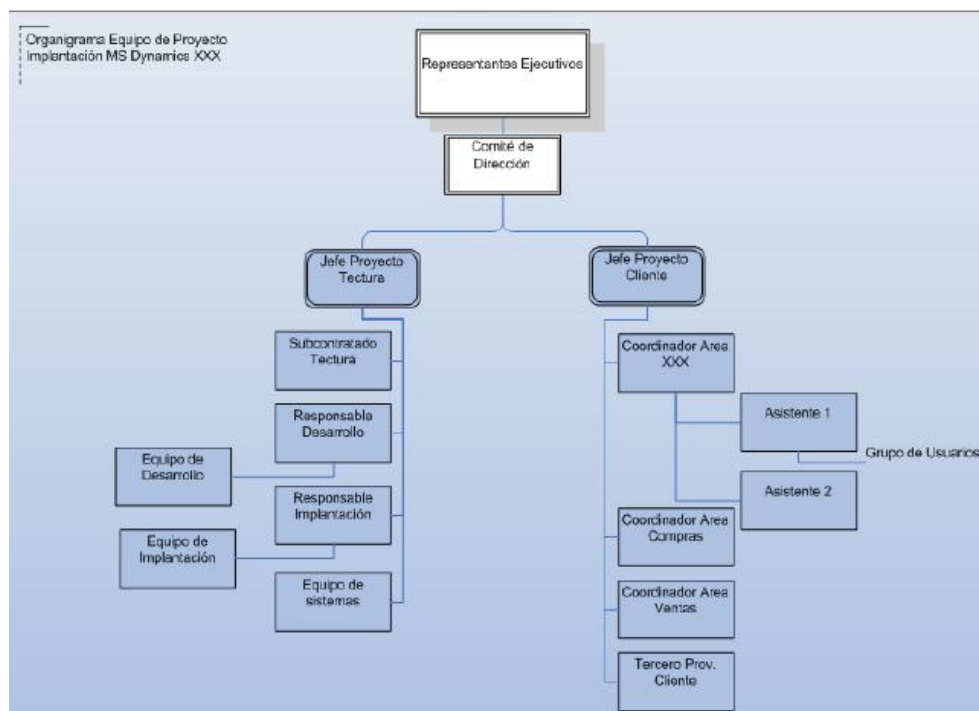 Organigrama Equipo de Proyecto
Implantación MS Dynamics XXX
Representantes Ejecutivos
Comité de
Dirección
Jefe Proyecto
Tectura
Jefe Proyecto
Cliente
Subcontratado
Tectura
Responsable
Desarrollo
Equipo de
Desarrollo
Responsable
Implantación
Equipo de
Implantación
Equipo de
sistemas
Coordinador Area
XXX
Asistente 1
Grupo de Usuarios
Asistente 2
Coordinador Area
Compras
Coordinador Area
Ventas
Tercero Prov.
Cliente